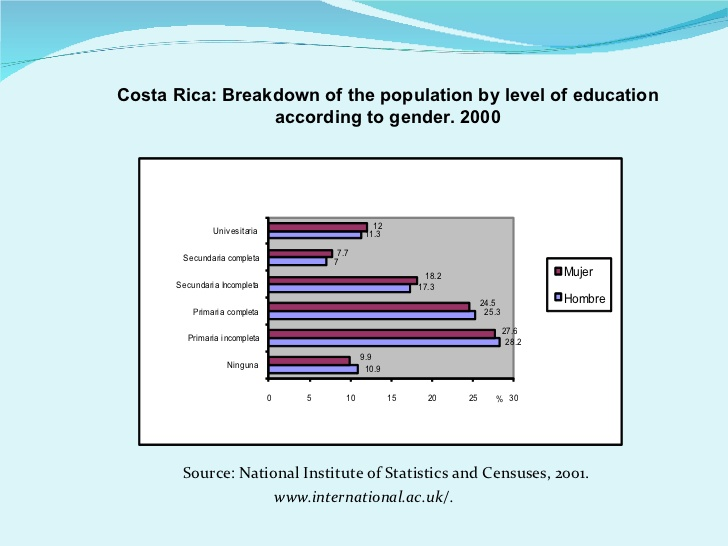 Costa Rica: Breakdown of the population by level of education
according to gender. 2000
Univesitaria
12
11.3
Secundaria completa
7.7
7
Secundaria Incompleta
18.2
17.3
Primaria completa
24.5
25.3
Primaria incompleta
27.6
28.2
Ninguna
9.9
10.9
0 5 10 15 20 25 % 30
Mujer
Hombre
Source: National Institute of Statistics and Censuses, 2001.
www.international.ac.uk/.